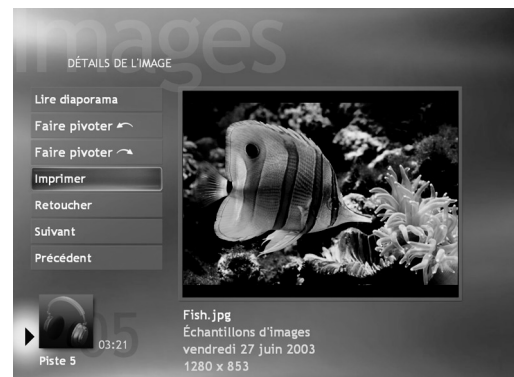 images
DÉTAILS DE L'IMAGE
Lire diaporama
Faire pivoter
Faire pivoter
Imprimer
Retoucher
Suivant
Précédent
05
03:21
Piste 5
Fish.jpg
Échantillons d'images
vendredi 27 juin 2003
1280 x 853